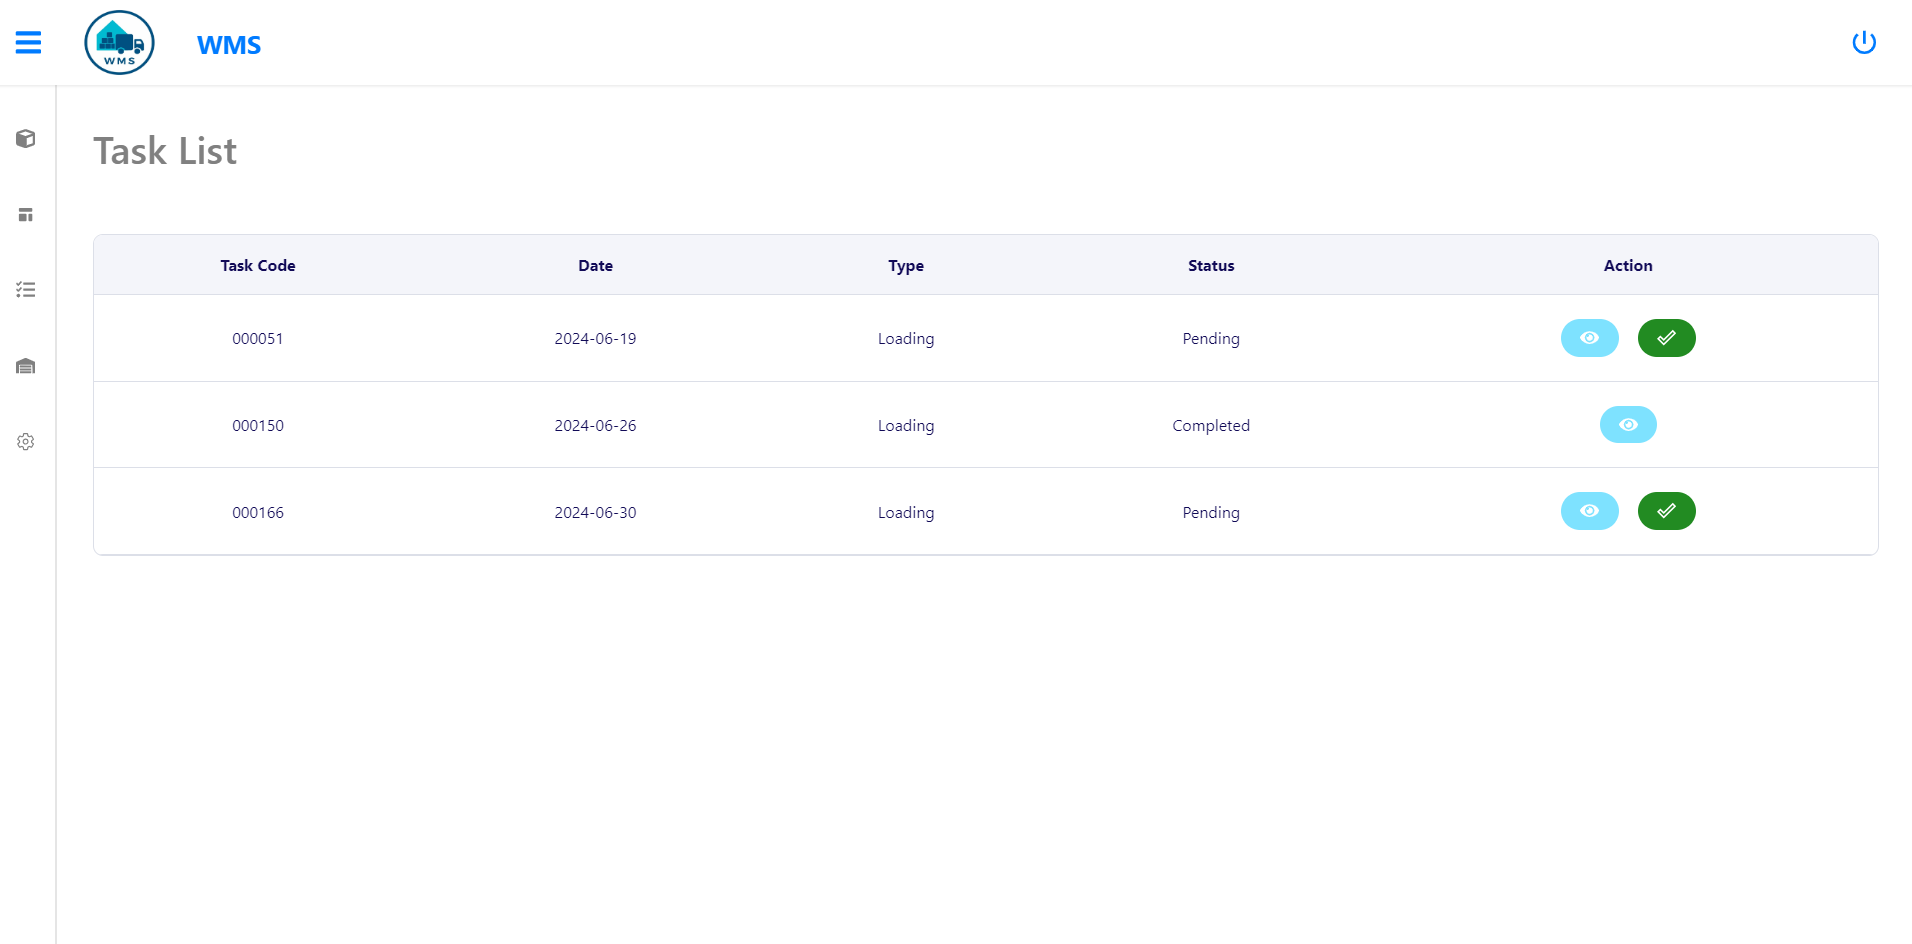 WMS
WMS
Task List
Task Code Date Type Status Action
000051 2024-06-19 Loading Pending
000150 2024-06-26 Loading Completed
000166 2024-06-30 Loading Pending